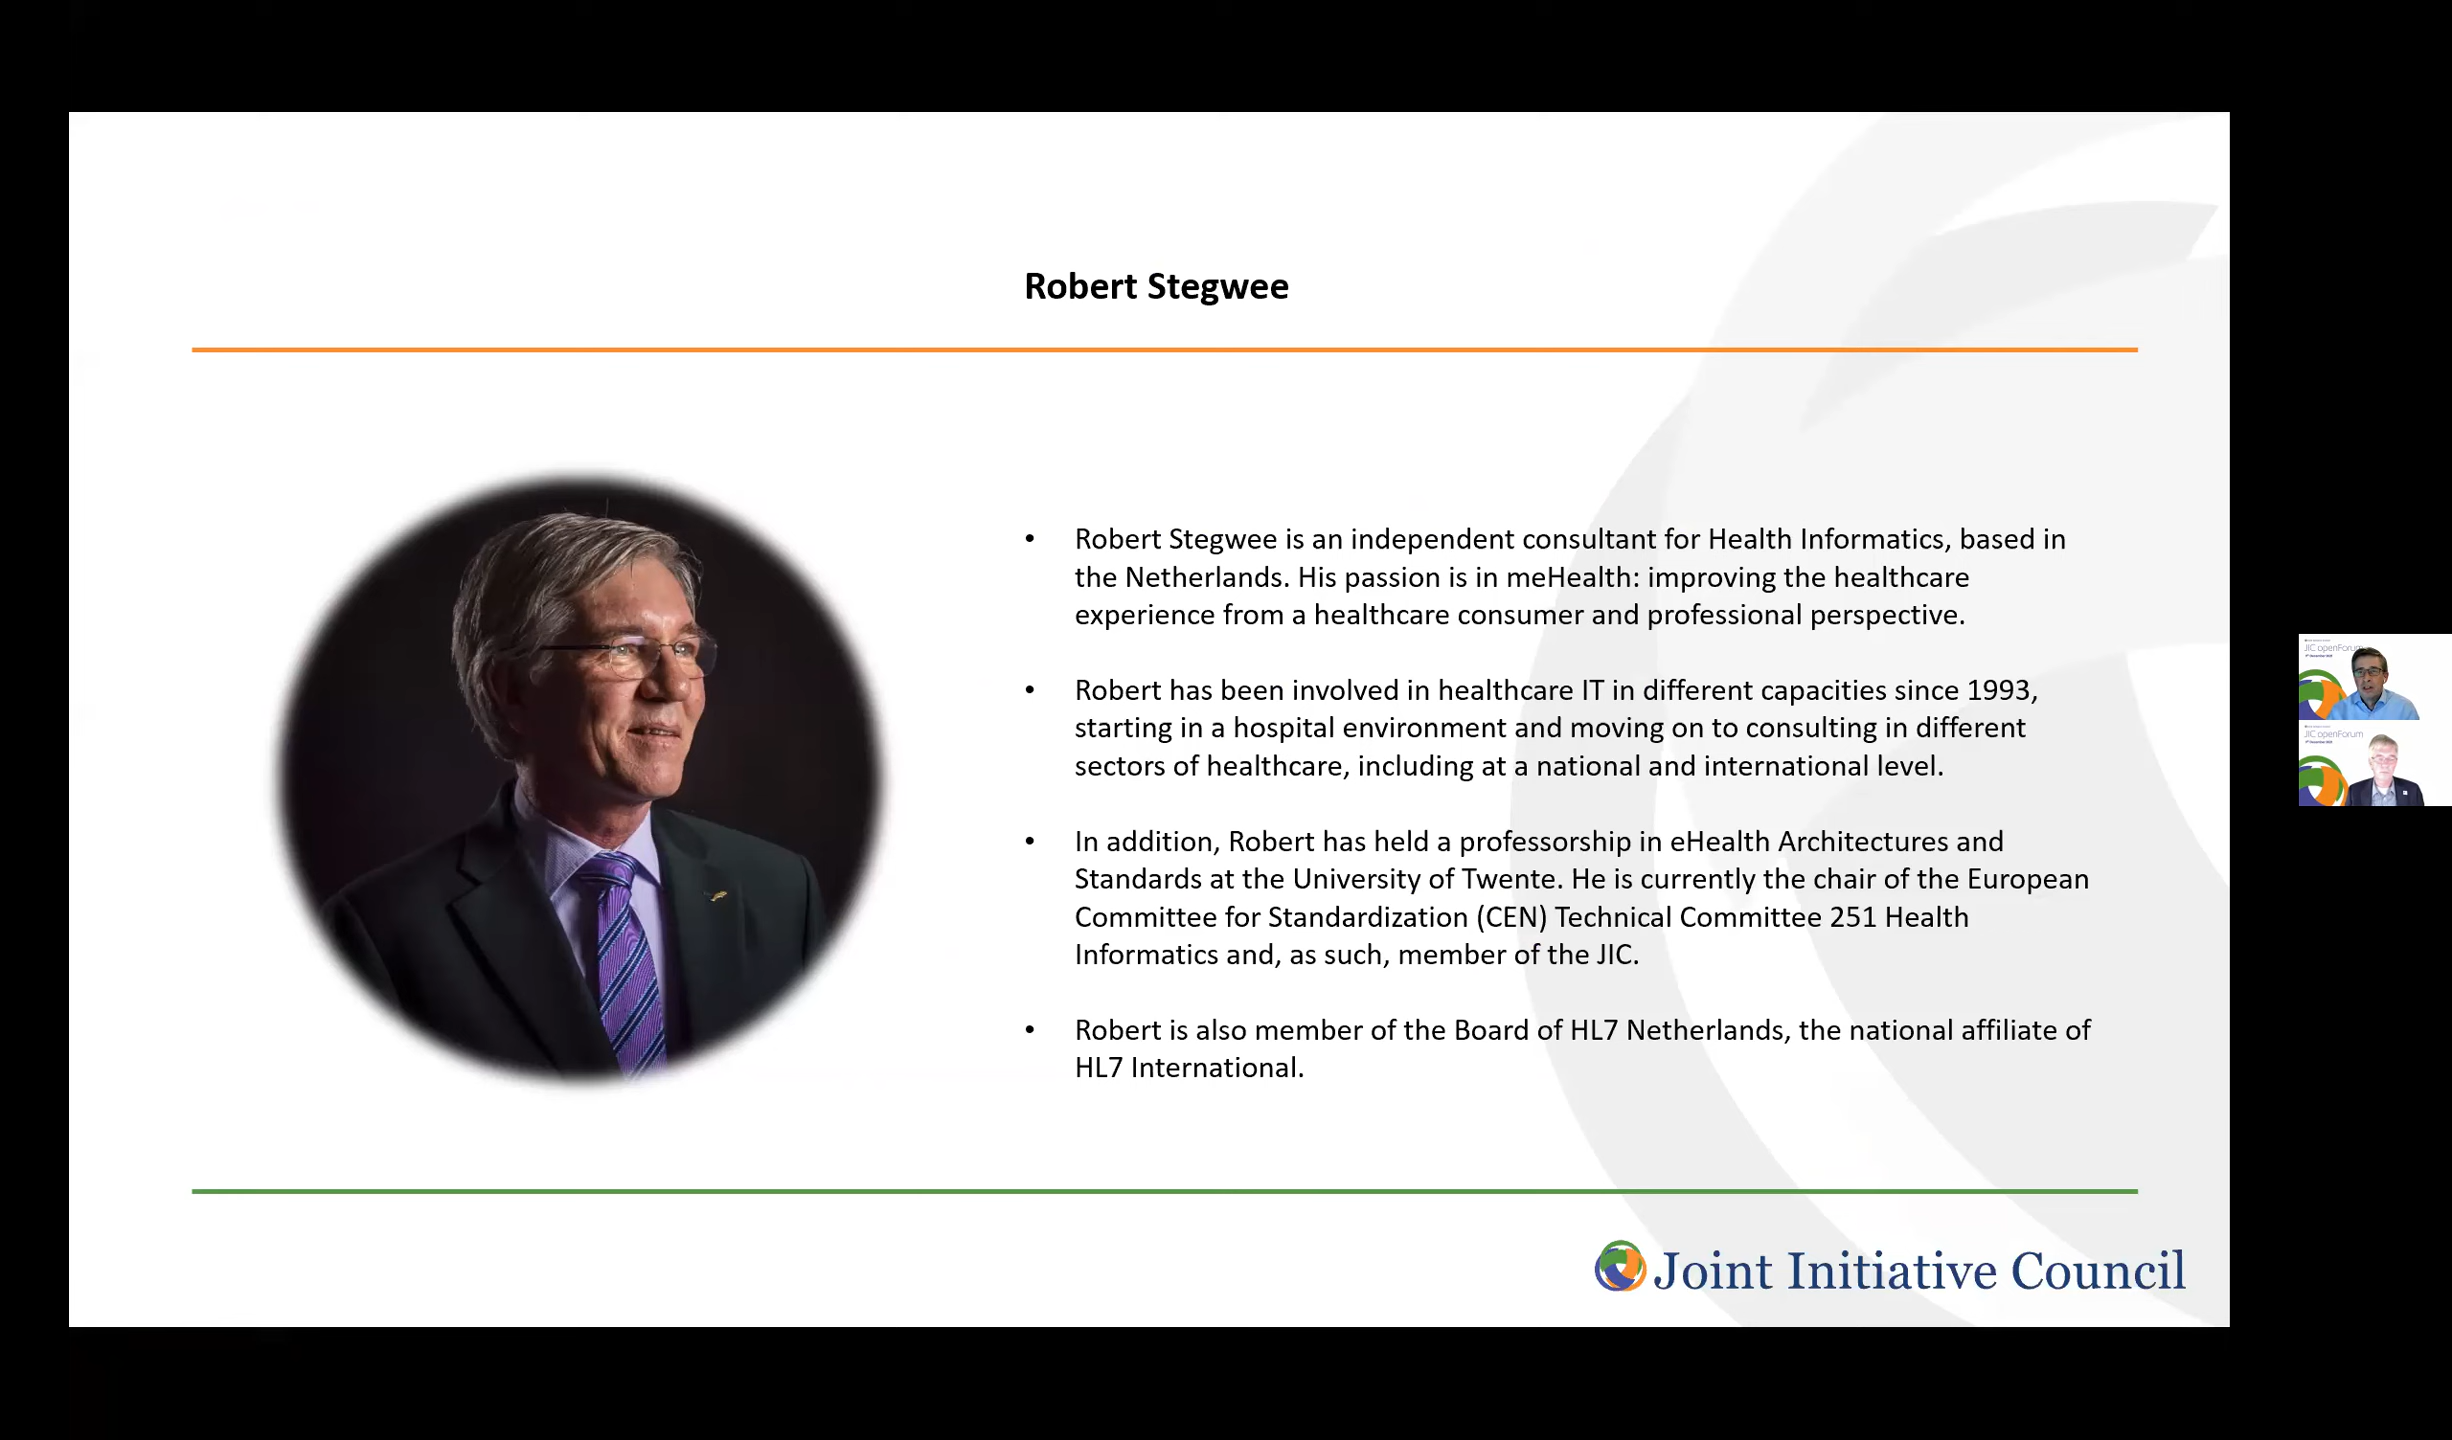 Robert Stegwee
• Robert Stegwee is an independent consultant for Health Informatics, based in
the Netherlands. His passion is in meHealth: improving the healthcare
experience from a healthcare consumer and professional perspective.
• Robert has been involved in healthcare IT in different capacities since 1993,
starting in a hospital environment and moving on to consulting in different
sectors of healthcare, including at a national and international level.
• In addition, Robert has held a professorship in eHealth Architectures and
Standards at the University of Twente. He is currently the chair of the European
Committee for Standardization (CEN) Technical Committee 251 Health
Informatics and, as such, member of the JIC.
• Robert is also member of the Board of HL7 Netherlands, the national affiliate of
HL7 International.
Joint Initiative Council
JIC openForum
JIC openForum